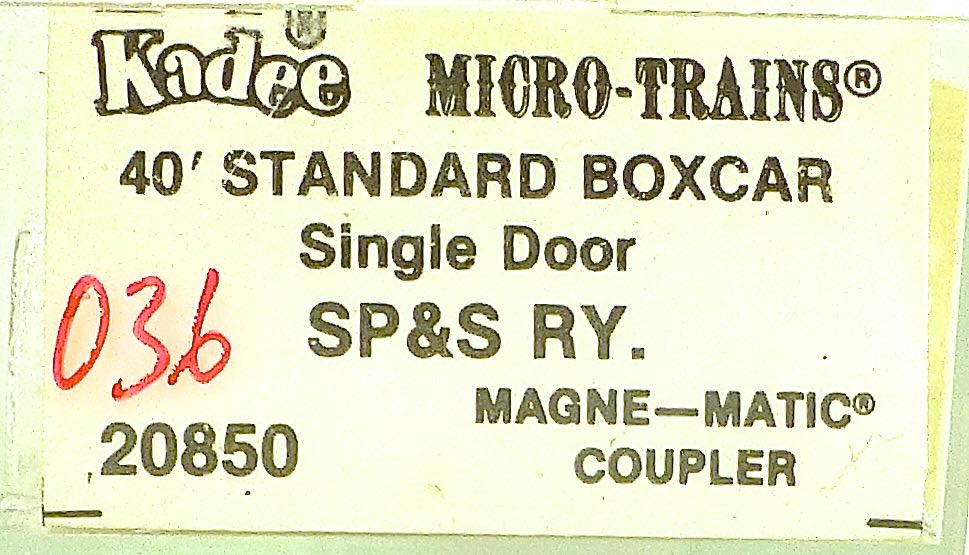 Kadee® MICRO-TRAINS®
40' STANDARD BOXCAR
Single Door
SP&S RY.
036
20850
MAGNE—MATIC®
COUPLER